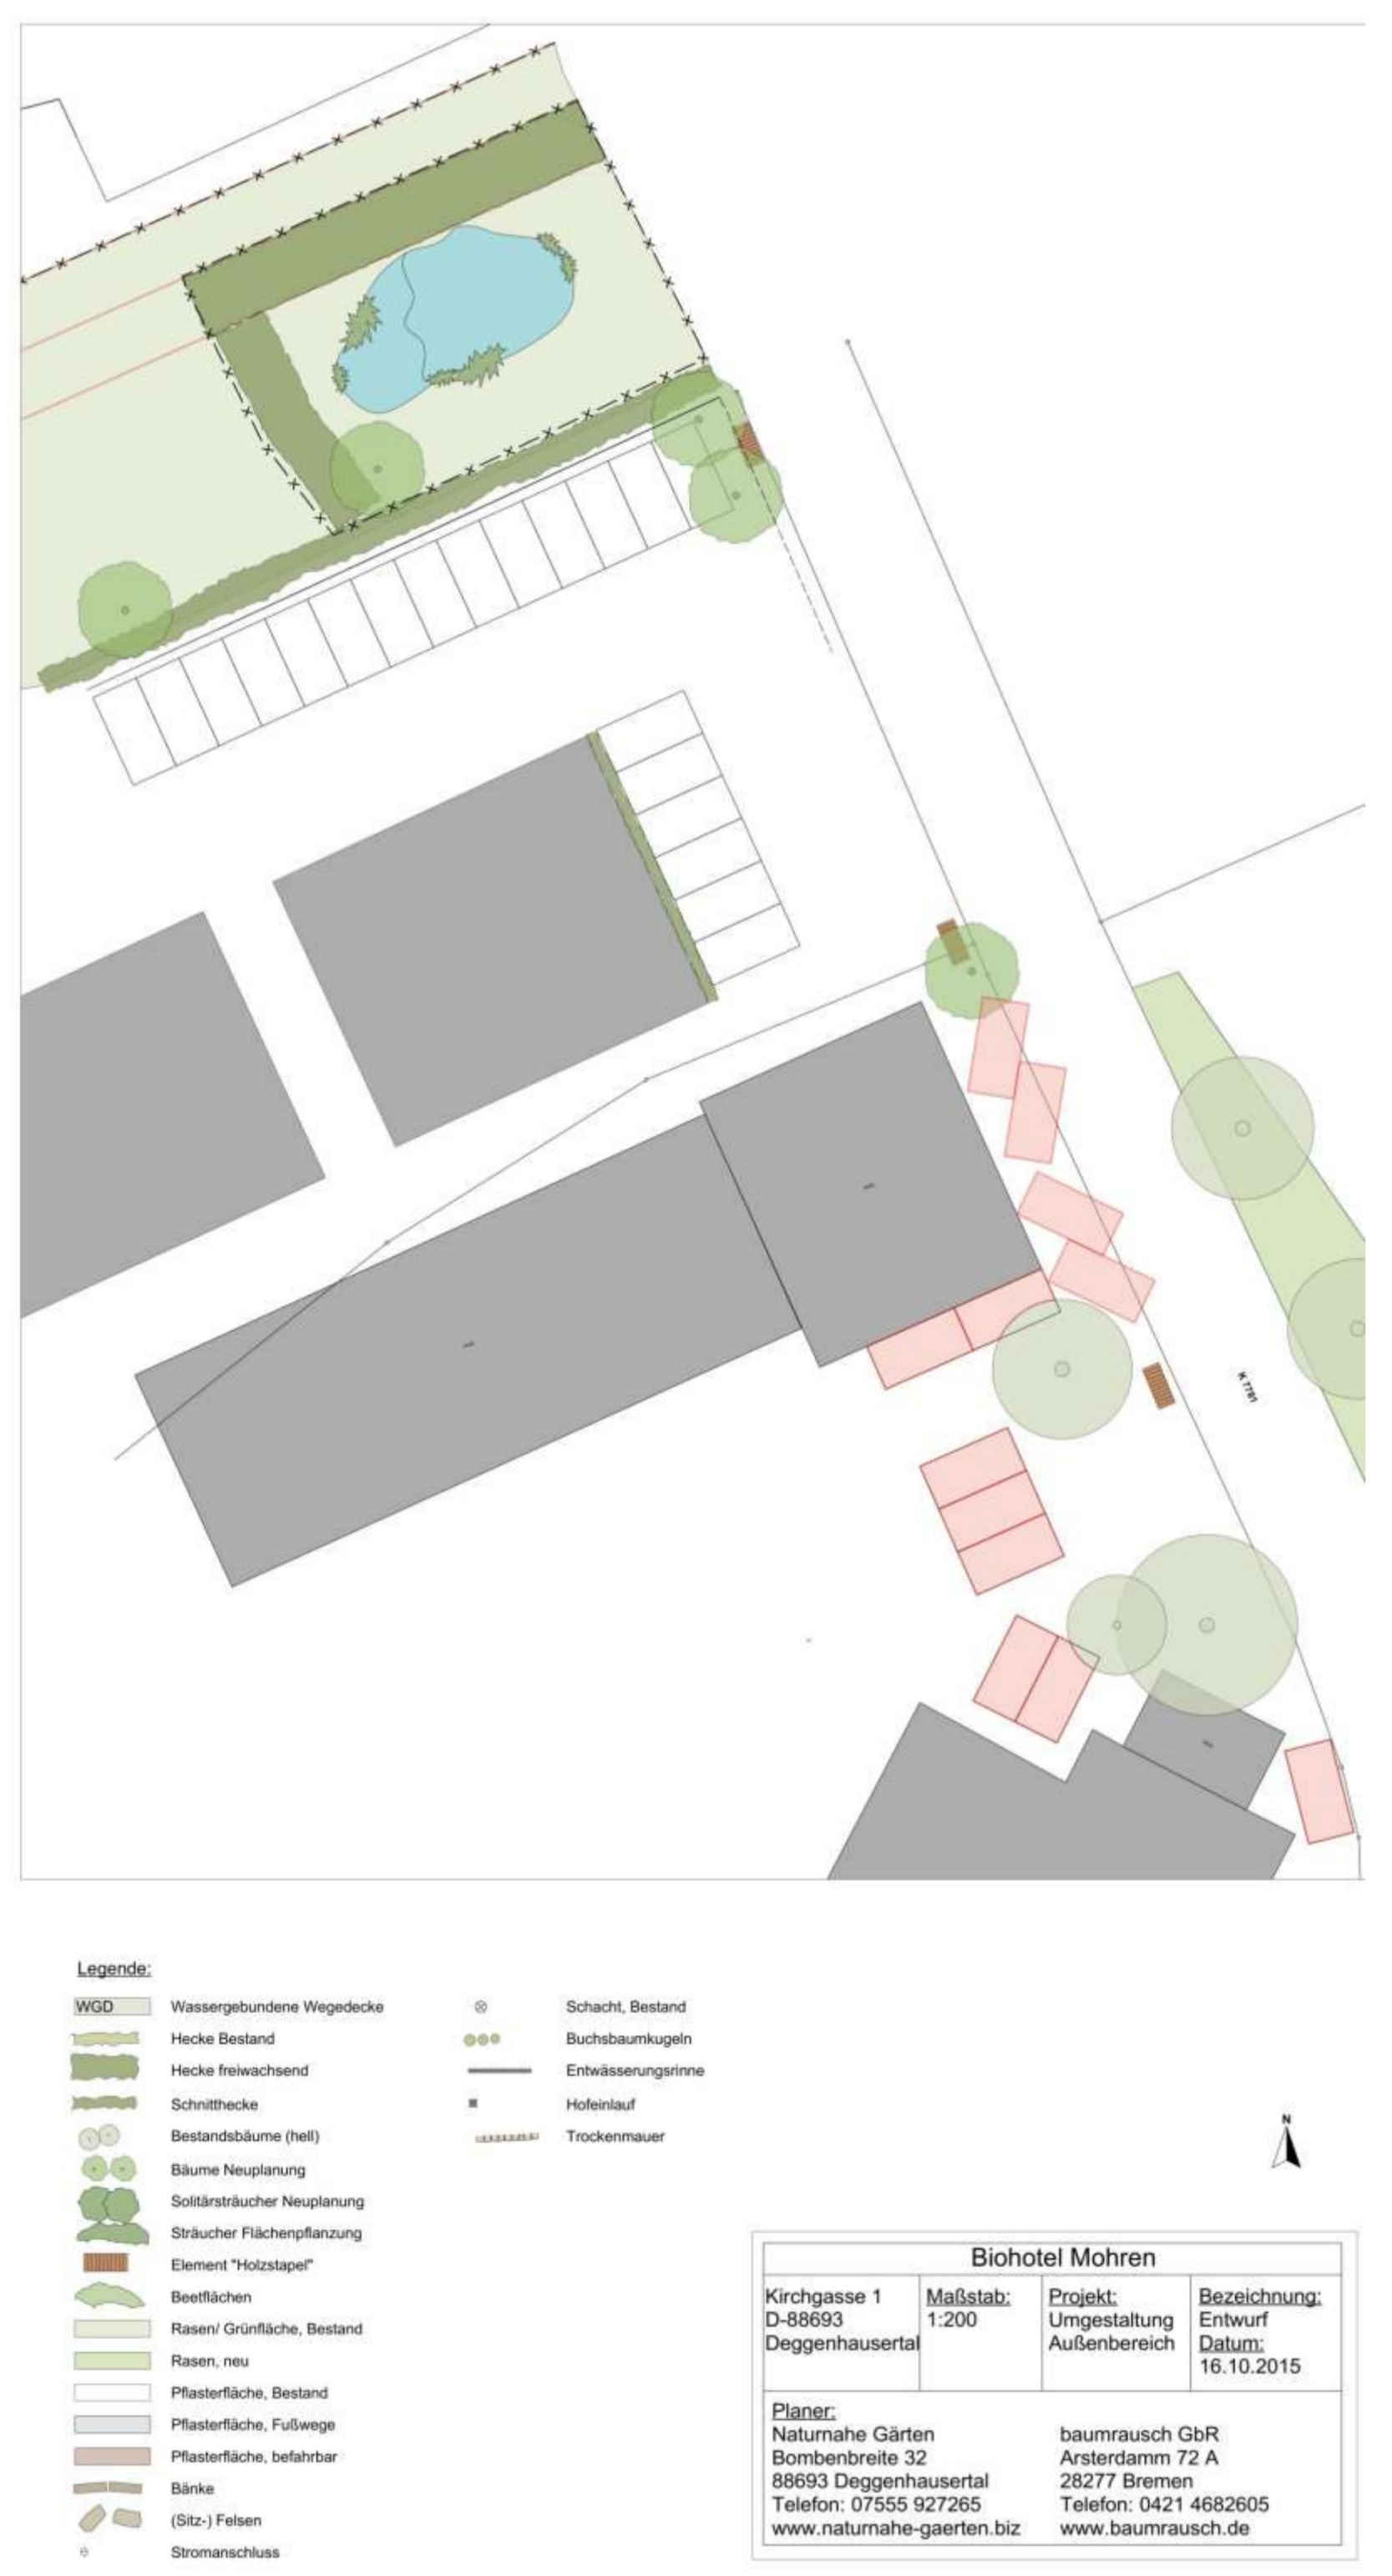 K 7781
Legende:
WGD Wassergebundene Wegedecke
Hecke Bestand
Hecke freiwachsend
Schnitthecke
Bestandsbäume (hell)
Bäume Neuplanung
Solitärsträucher Neuplanung
Sträucher Flächenpflanzung
Element "Holzstapel"
Beetflächen
Rasen/ Grünfläche, Bestand
Rasen, neu
Pflasterfläche, Bestand
Pflasterfläche, Fußwege
Pflasterfläche, befahrbar
Bänke
(Sitz-) Felsen
Stromanschluss
Schacht, Bestand
Buchsbaumkugeln
Entwässerungsrinne
Hofeinlauf
Trockenmauer
N
Biohotel Mohren
Kirchgasse 1
D-88693
Deggenhausertal
Maßstab:
1:200
Projekt:
Umgestaltung
Außenbereich
Bezeichnung:
Entwurf
Datum:
16.10.2015
Planer:
Naturnahe Gärten
Bombenbreite 32
88693 Deggenhausertal
Telefon: 07555 927265
www.naturnahe-gaerten.biz
baumrausch GbR
Arsterdamm 72 A
28277 Bremen
Telefon: 0421 4682605
www.baumrausch.de